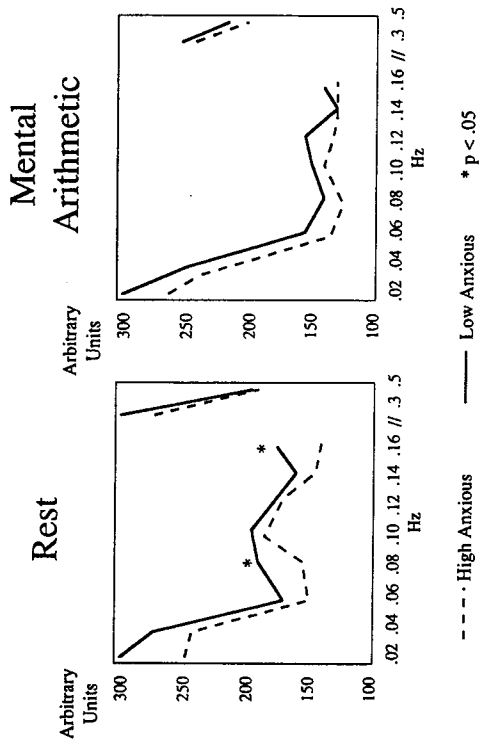 Rest
Arbitrary
Units
300
250
200
150
100
*
*
.02 .04 .06 .08 .10 .12 .14 .16 // .3 .5
Hz
Mental
Arithmetic
Arbitrary
Units
300
250
200
150
100
.02 .04 .06 .08 .10 .12 .14 .16 // .3 .5
Hz
High Anxious
Low Anxious
* p < .05